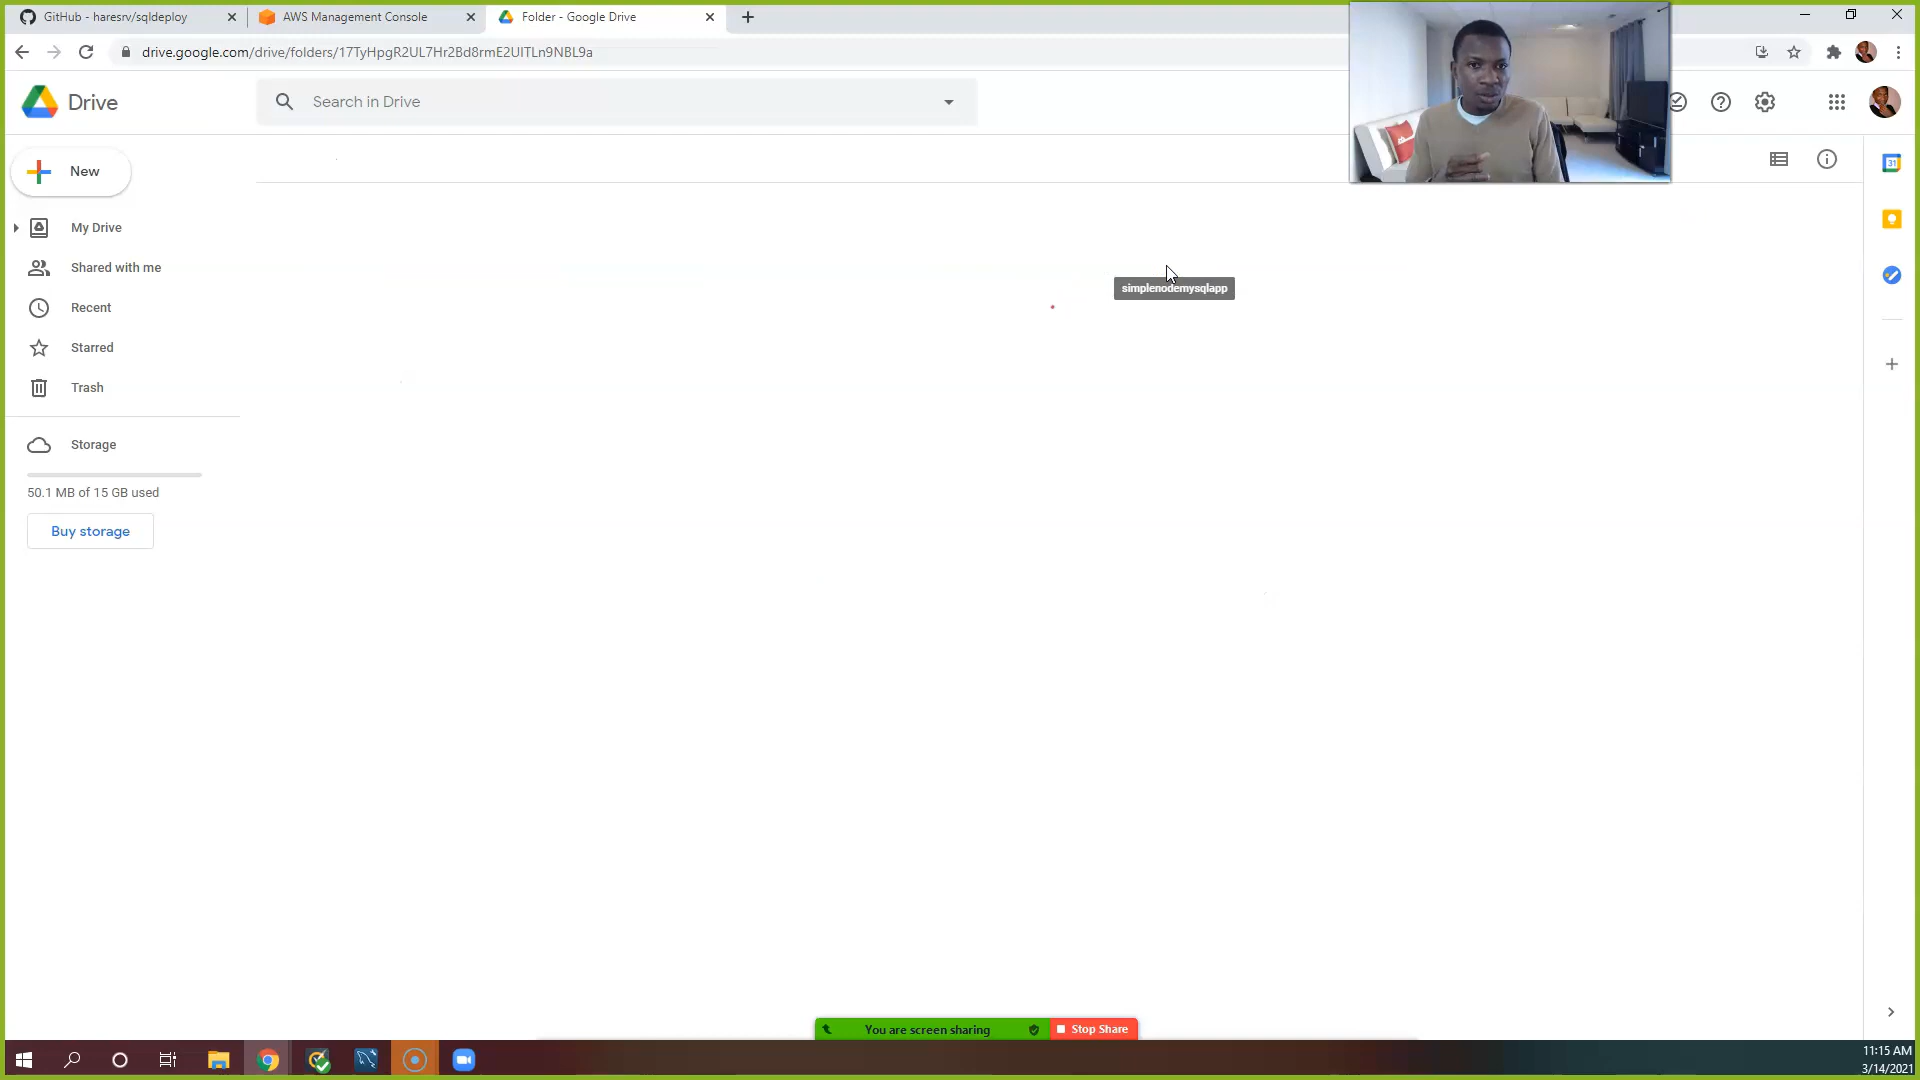 GitHub - haresrv/sqldeploy
AWS Management Console
Folder - Google Drive
drive.google.com/drive/folders/17TyHpgR2UL7Hr2Bd8rmE2UITLn9NBL9a
Drive
Search in Drive
New
31
My Drive
Shared with me
simplenodemysqlapp
Recent
Starred
Trash
Storage
50.1 MB of 15 GB used
Buy storage
You are screen sharing
Stop Share
11:15 AM
3/14/2021